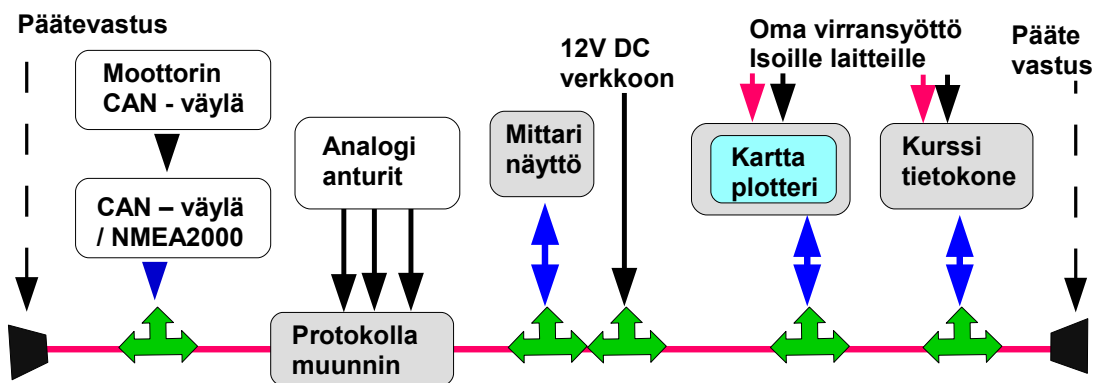 Päätevastus
Moottorin
CAN - väylä
CAN – väylä
/ NMEA2000
Analogi
anturit
Protokolla
muunnin
Mittari
näyttö
12V DC
verkkoon
Oma virransyöttö
Isoille laitteille
Kartta
plotteri
Kurssi
tietokone
Pääte
vastus